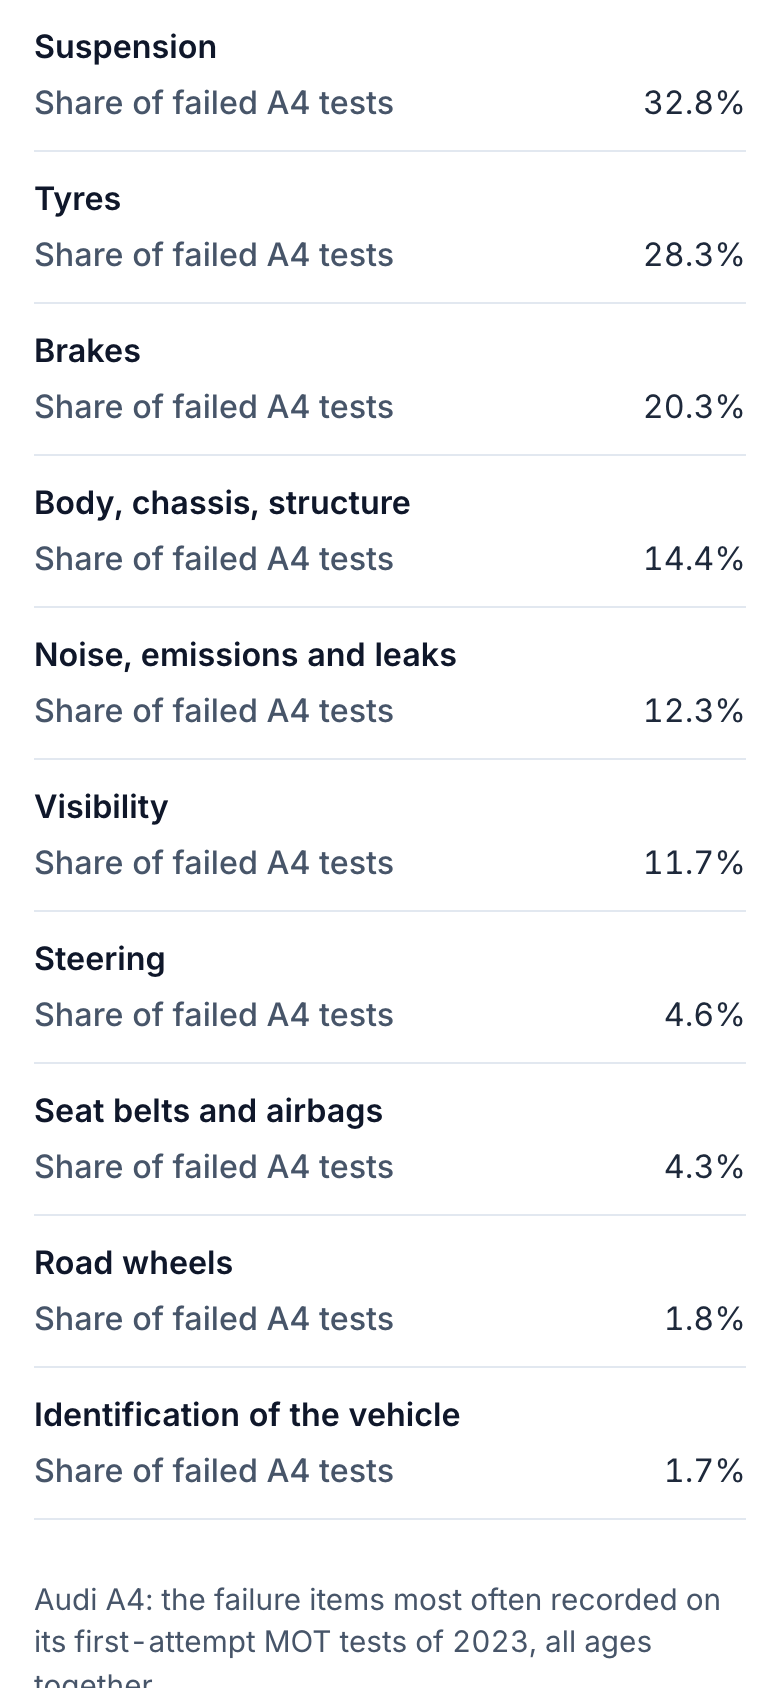 Suspension
Share of failed A4 tests 32.8%
Tyres
Share of failed A4 tests 28.3%
Brakes
Share of failed A4 tests 20.3%
Body, chassis, structure
Share of failed A4 tests 14.4%
Noise, emissions and leaks
Share of failed A4 tests 12.3%
Visibility
Share of failed A4 tests 11.7%
Steering
Share of failed A4 tests 4.6%
Seat belts and airbags
Share of failed A4 tests 4.3%
Road wheels
Share of failed A4 tests 1.8%
Identification of the vehicle
Share of failed A4 tests 1.7%
Audi A4: the failure items most often recorded on
its first-attempt MOT tests of 2023, all ages
together